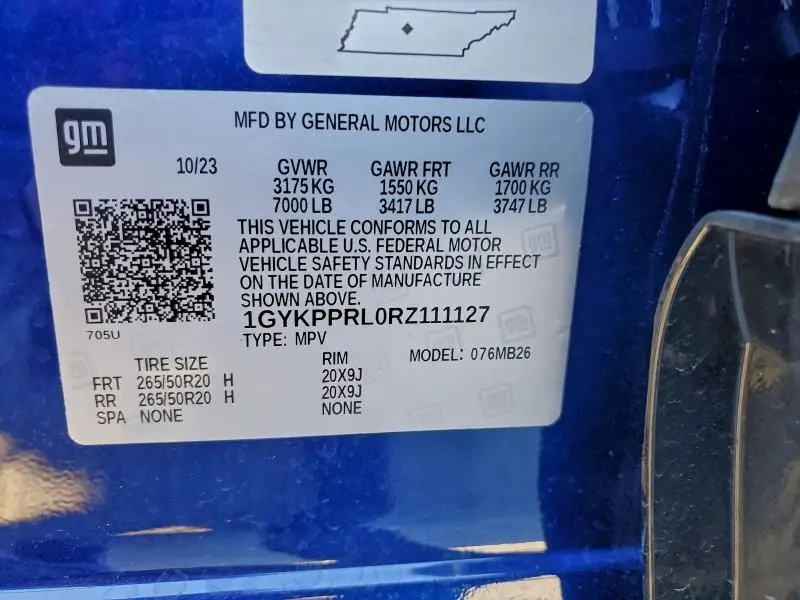 gm
MFD BY GENERAL MOTORS LLC
10/23 GVWR GAWR FRT GAWR RR
3175 KG 1550 KG 1700 KG
7000 LB 3417 LB 3747 LB
THIS VEHICLE CONFORMS TO ALL
APPLICABLE U.S. FEDERAL MOTOR
VEHICLE SAFETY STANDARDS IN EFFECT
ON THE DATE OF MANUFACTURE
SHOWN ABOVE.
1GYKPPRL0RZ111127
705U
TYPE: MPV MODEL: 076MB26
TIRE SIZE RIM
FRT 265/50R20 H 20X9J
RR 265/50R20 H 20X9J
SPA NONE NONE